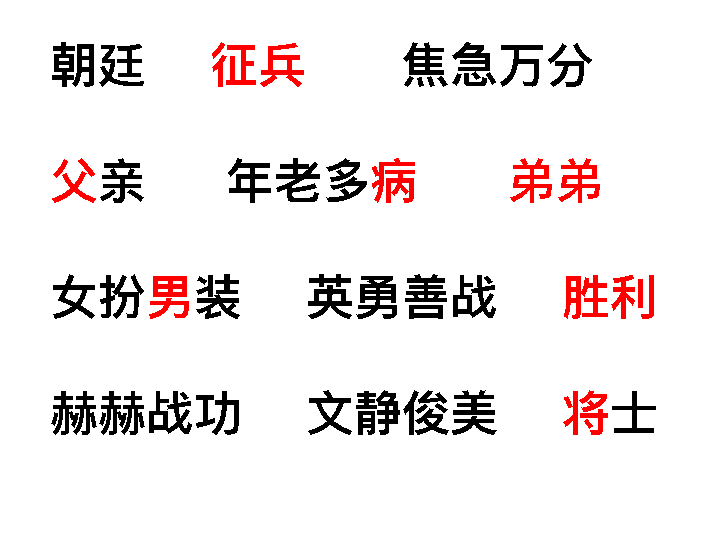 朝廷 征兵 焦急万分
父亲 年老多病 弟弟
女扮男装 英勇善战 胜利
赫赫战功 文静俊美 将士